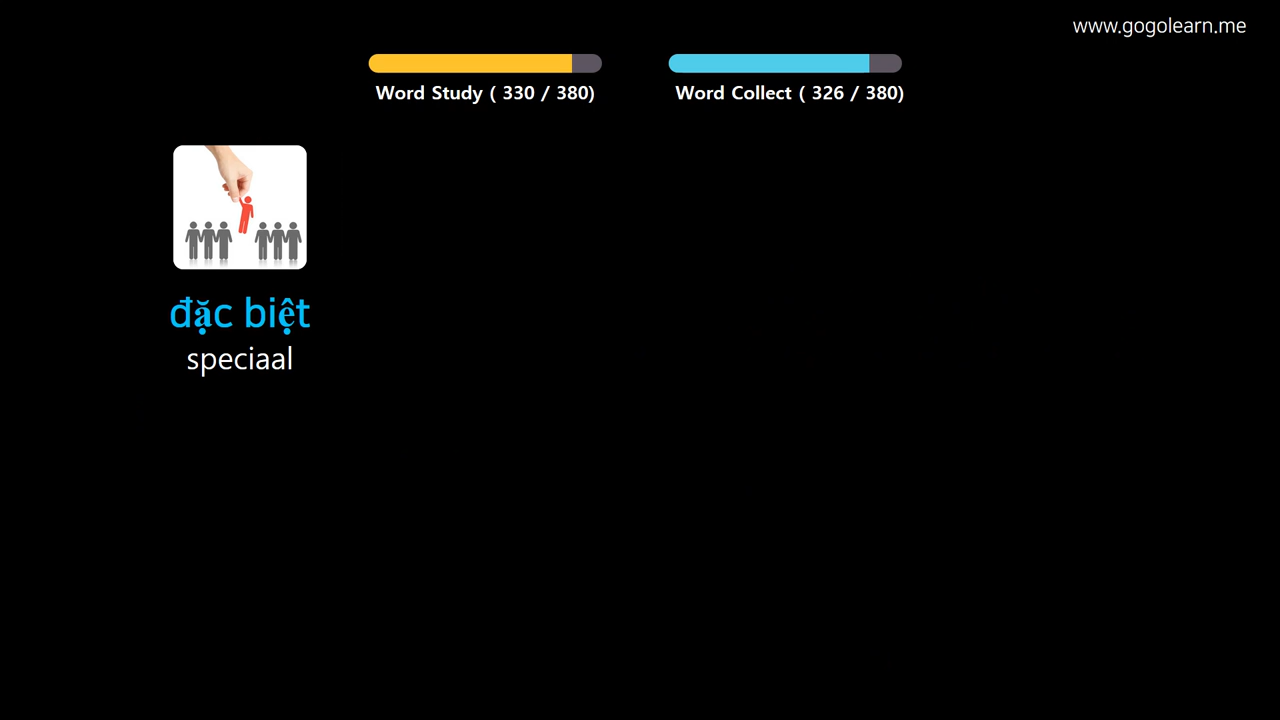 www.gogolearn.me
Word Study ( 330 / 380)
Word Collect ( 326 / 380)
đặc biệt
speciaal